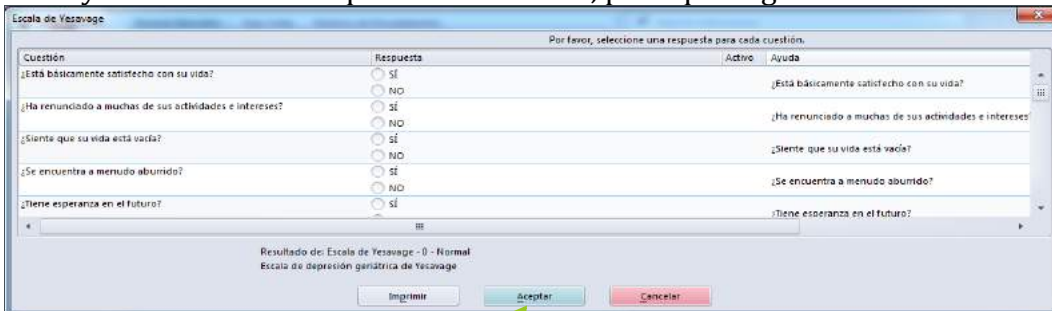 Escala de Yesavage
Por favor, seleccione una respuesta para cada cuestión.
Cuestión Respuesta Activo Ayuda
¿Está básicamente satisfecho con su vida? SÍ
NO ¿Está básicamente satisfecho con su vida?
¿Ha renunciado a muchas de sus actividades e intereses? SÍ
NO ¿Ha renunciado a muchas de sus actividades e intereses
¿Siente que su vida está vacía? SÍ
NO ¿Siente que su vida está vacía?
¿Se encuentra a menudo aburrido? SÍ
NO ¿Se encuentra a menudo aburrido?
¿Tiene esperanza en el futuro? SÍ
¿Tiene esperanza en el futuro?
Resultado de: Escala de Yesavage - 0 - Normal
Escala de depresión geriátrica de Yesavage
Imprimir Aceptar Cancelar